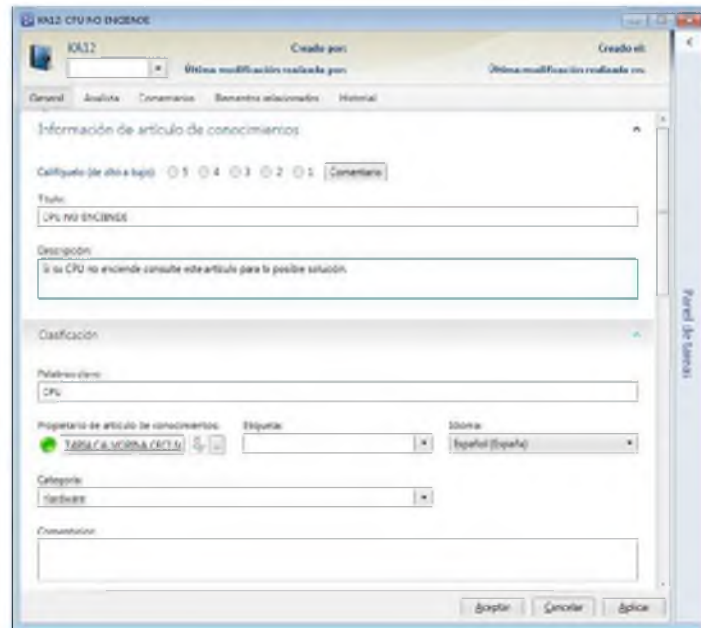 KA12: CPU NO ENCIENDE
KA12
Creado por:
Creado el:
Última modificación realizada por:
Última modificación realizada en:
General Analista Comentarios Elementos relacionados Historial
Información de artículo de conocimientos
Califíquelo (de alto a bajo): 5 4 3 2 1 Comentario
Título:
CPU NO ENCIENDE
Descripción:
Si su CPU no enciende consulte este artículo para la posible solución.
Clasificación
Palabras clave:
CPU
Propietario de artículo de conocimientos: Etiqueta: Idioma:
Español (España)
Categoría:
Hardware
Comentarios:
Aceptar Cancelar Aplicar
Panel de tareas